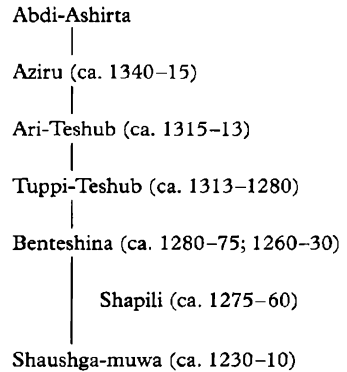 Abdi-Ashirta
Aziru (ca. 1340–15)
Ari-Teshub (ca. 1315–13)
Tuppi-Teshub (ca. 1313–1280)
Benteshina (ca. 1280–75; 1260–30)
Shapili (ca. 1275–60)
Shaushga-muwa (ca. 1230–10)